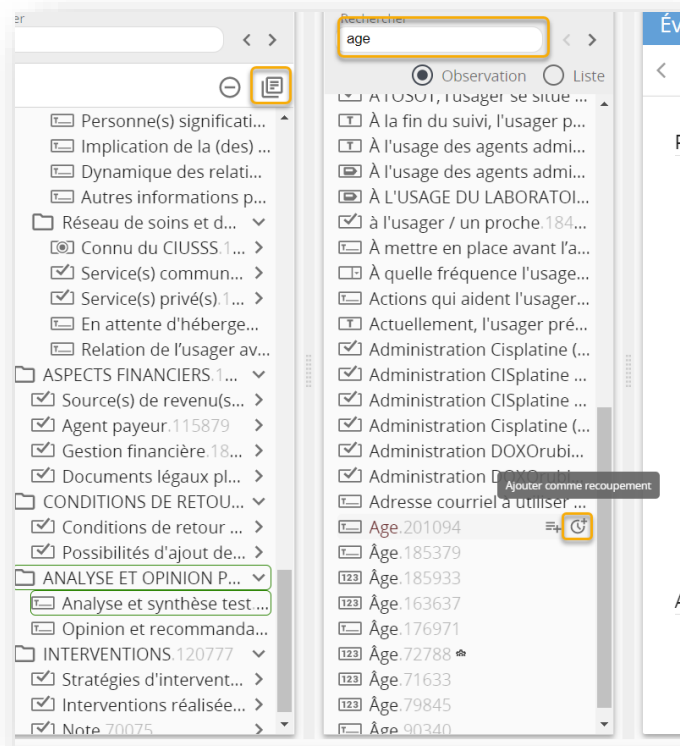 er
Personne(s) significati...
Implication de la (des) ...
Dynamique des relati...
Autres informations p...
Réseau de soins et d...
Connu du CIUSSS.1...
Service(s) commun...
Service(s) privé(s).1...
En attente d'héberge...
Relation de l'usager av...
ASPECTS FINANCIERS.1...
Source(s) de revenu(s...
Agent payeur.115879
Gestion financière.18...
Documents légaux pl...
CONDITIONS DE RETOU...
Conditions de retour ...
Possibilités d'ajout de...
ANALYSE ET OPINION P...
Analyse et synthèse test....
Opinion et recommanda...
INTERVENTIONS.120777
Stratégies d'intervent...
Interventions réalisée...
Note.70075
Rechercher
age
Observation Liste
À l'OSOT, l'usager se situe ...
À la fin du suivi, l'usager p...
À l'usage des agents admi...
À l'usage des agents admi...
À L'USAGE DU LABORATOI...
à l'usager / un proche.184...
À mettre en place avant l'a...
À quelle fréquence l'usage...
Actions qui aident l'usager...
Actuellement, l'usager pré...
Administration Cisplatine (...
Administration CISplatine ...
Administration CISplatine ...
Administration Cisplatine (...
Administration DOXOrubi...
Administration DOXOrubi...
Ajouter comme recoupement
Adresse courriel à utiliser ...
Age.201094
Âge.185379
Âge.185933
Âge.163637
Âge.176971
Âge.72788
Âge.71633
Âge.79845
Âge.90340
Év